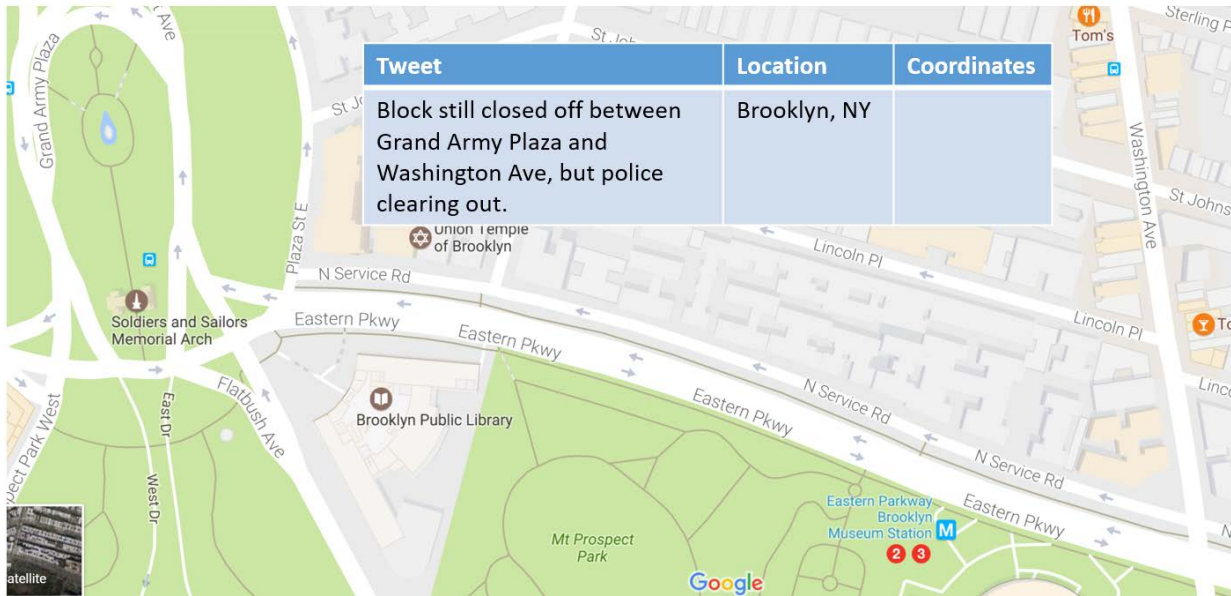 Tweet
Location
Coordinates
Block still closed off between
Grand Army Plaza and
Washington Ave, but police
clearing out.
Brooklyn, NY
Grand Army Plaza
Tom's
Sterling
Washington Ave
St Johns
Plaza St E
Union Temple
of Brooklyn
Lincoln Pl
Lincoln Pl
N Service Rd
Soldiers and Sailors
Memorial Arch
Eastern Pkwy
Eastern Pkwy
Flatbush Ave
East Dr
West Dr
Park West
Brooklyn Public Library
N Service Rd
Eastern Pkwy
N Service Rd
Eastern Pkwy
Eastern Parkway
Brooklyn
Museum Station
M
2 3
Mt Prospect
Park
Google